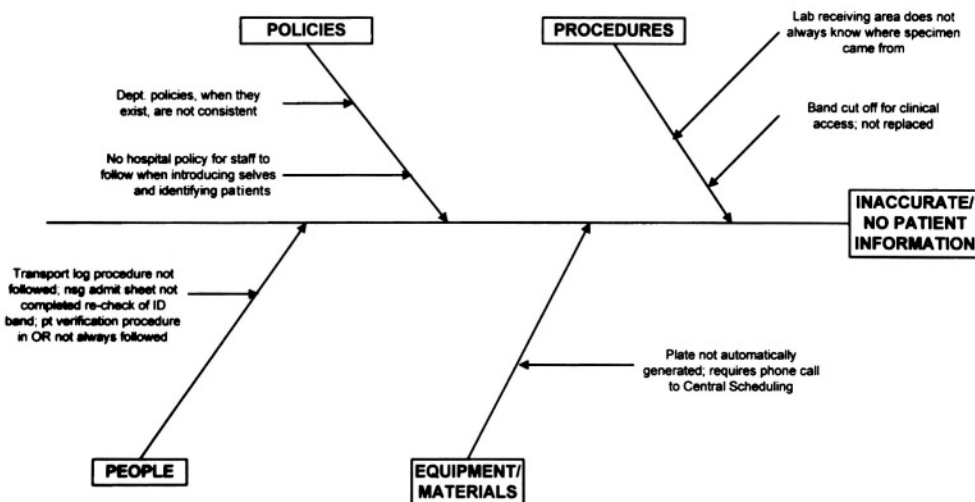 POLICIES
PROCEDURES
Lab receiving area does not
always know where specimen
came from
Dept. policies, when they
exist, are not consistent
Band cut off for clinical
access; not replaced
No hospital policy for staff to
follow when introducing selves
and identifying patients
INACCURATE/
NO PATIENT
INFORMATION
Transport log procedure not
followed; nsg admit sheet not
completed re-check of ID
band; pt verification procedure
in OR not always followed
Plate not automatically
generated; requires phone call
to Central Scheduling
PEOPLE
EQUIPMENT/
MATERIALS